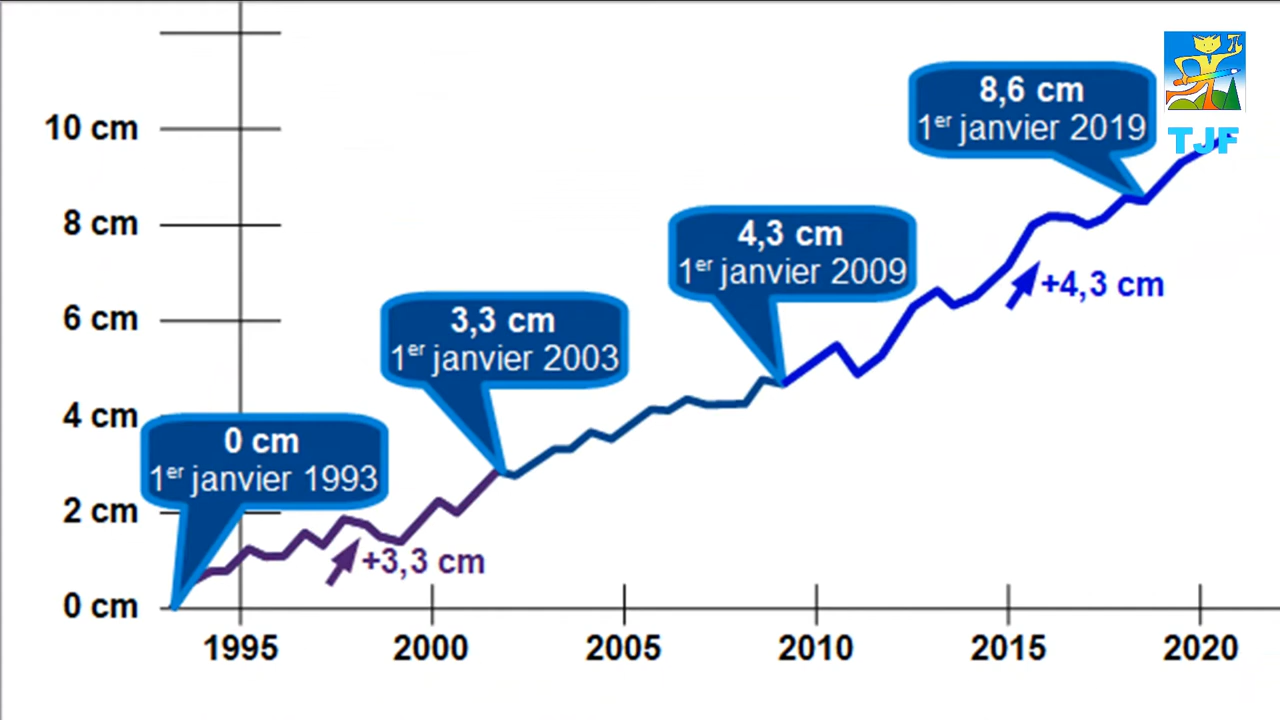 10 cm
8 cm
6 cm
4 cm
2 cm
0 cm
1995
2000
2005
2010
2015
2020
0 cm
1er janvier 1993
3,3 cm
1er janvier 2003
4,3 cm
1er janvier 2009
8,6 cm
1er janvier 2019
+3,3 cm
+4,3 cm
π
TJF